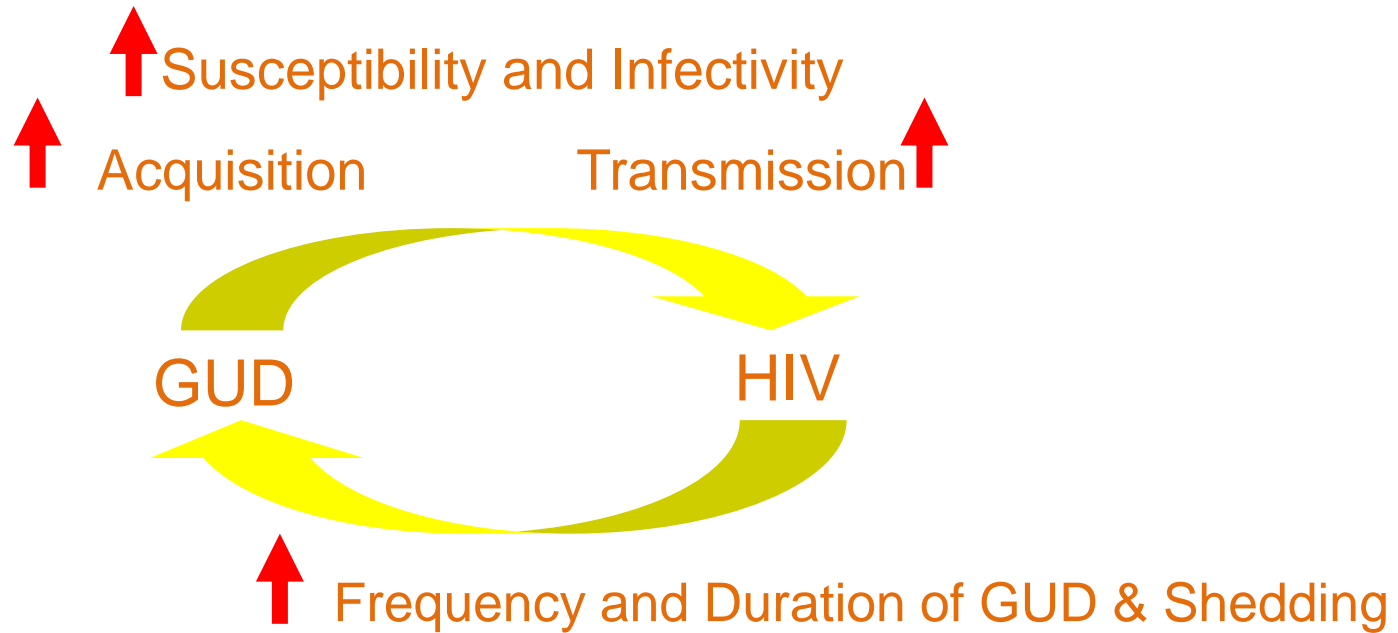 Susceptibility and Infectivity
Acquisition Transmission
GUD HIV
Frequency and Duration of GUD & Shedding